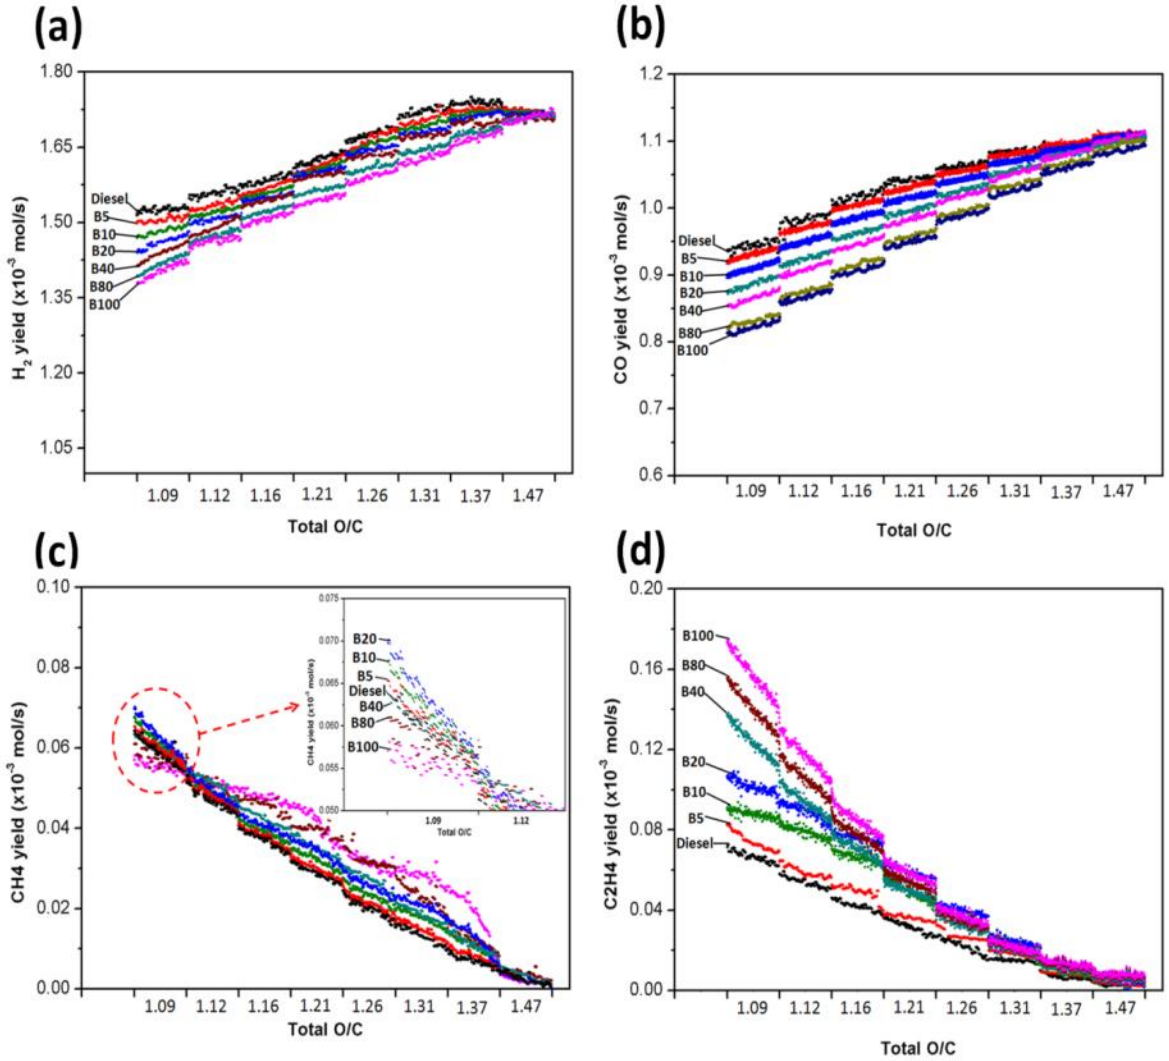 (a)
1.80
1.65
1.50
1.35
1.20
1.05
H2 yield (x10-3 mol/s)
Diesel
B5
B10
B20
B40
B80
B100
1.09 1.12 1.16 1.21 1.26 1.31 1.37 1.47
Total O/C
(b)
1.2
1.1
1.0
0.9
0.8
0.7
0.6
CO yield (x10-3 mol/s)
Diesel
B5
B10
B20
B40
B80
B100
1.09 1.12 1.16 1.21 1.26 1.31 1.37 1.47
Total O/C
(c)
0.10
0.08
0.06
0.04
0.02
0.00
CH4 yield (x10-3 mol/s)
0.075
0.070
0.065
0.060
0.055
0.050
CH4 yield (x10-3 mol/s)
B20
B10
B5
Diesel
B40
B80
B100
1.09 1.12
Total O/C
1.09 1.12 1.16 1.21 1.26 1.31 1.37 1.47
Total O/C
(d)
0.20
0.16
0.12
0.08
0.04
0.00
C2H4 yield (x10-3 mol/s)
B100
B80
B40
B20
B10
B5
Diesel
1.09 1.12 1.16 1.21 1.26 1.31 1.37 1.47
Total O/C